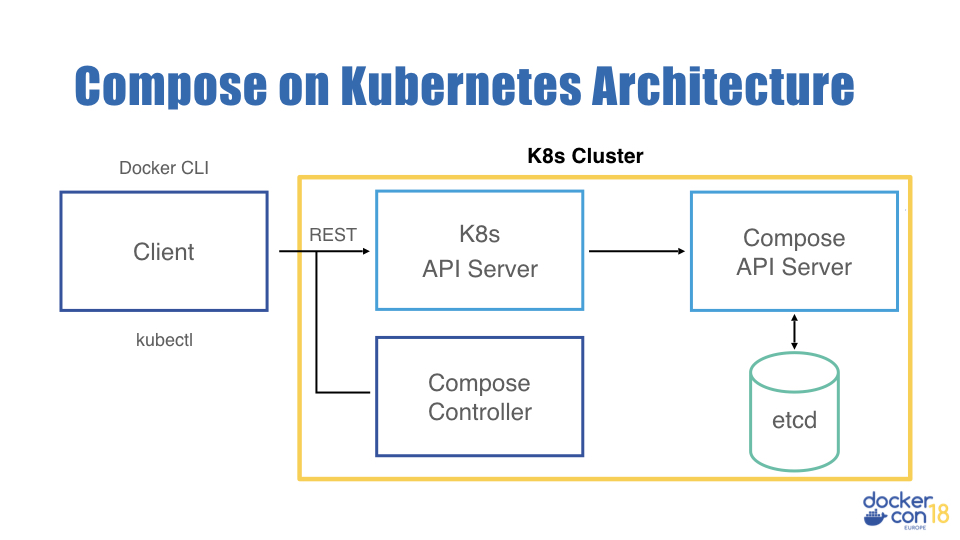 Compose on Kubernetes Architecture
K8s Cluster
Docker CLI
Client
kubectl
REST
K8s
API Server
Compose
API Server
Compose
Controller
etcd
docker
con 18
EUROPE